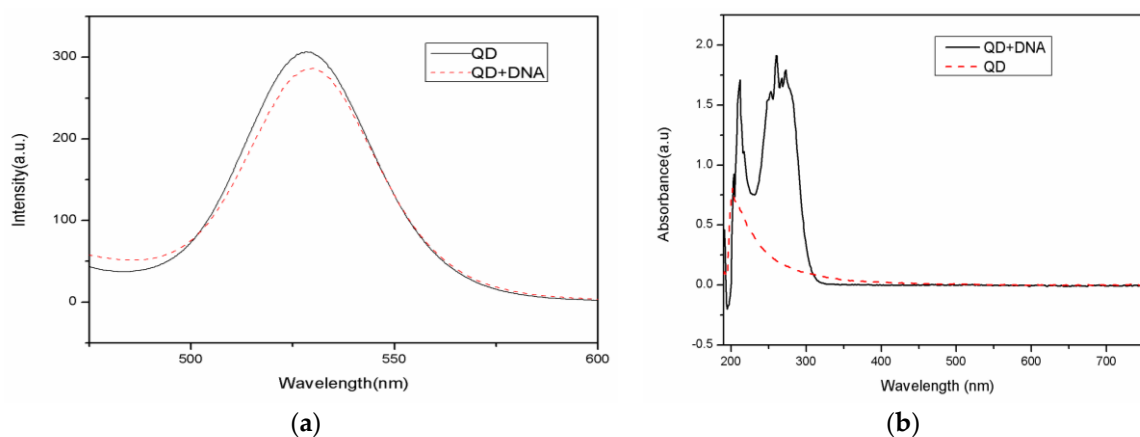 300
200
100
0
500
550
600
Intensity(a.u.)
Wavelength(nm)
QD
QD+DNA
(a)
2.0
1.5
1.0
0.5
0.0
-0.5
200
300
400
500
600
700
Absorbance(a.u)
Wavelength (nm)
QD+DNA
QD
(b)